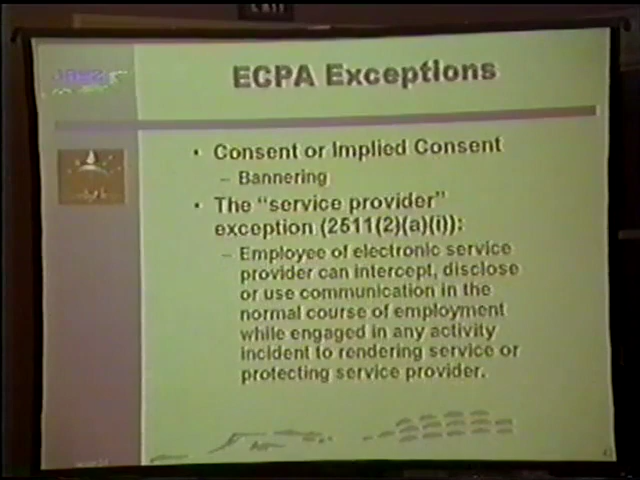 ECPA Exceptions
• Consent or Implied Consent
– Bannering
• The "service provider"
exception (2511(2)(a)(i)):
– Employee of electronic service
provider can intercept, disclose
or use communication in the
normal course of employment
while engaged in any activity
incident to rendering service or
protecting service provider.